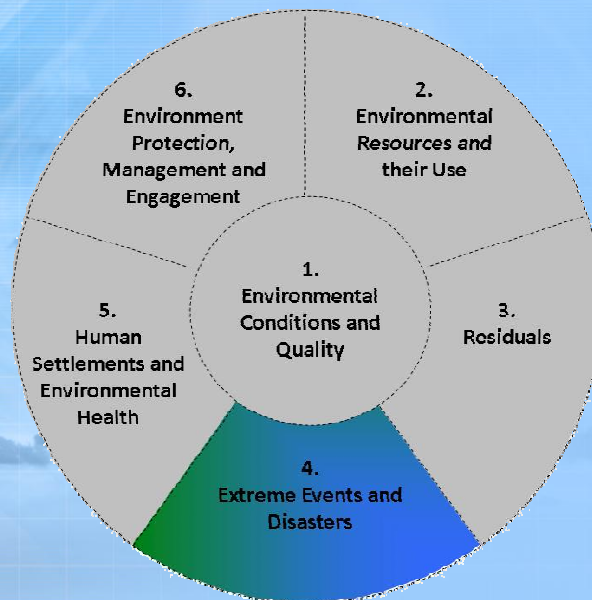 1.
Environmental
Conditions and
Quality
2.
Environmental
Resources and
their Use
3.
Residuals
4.
Extreme Events and
Disasters
5.
Human
Settlements and
Environmental
Health
6.
Environment
Protection,
Management and
Engagement